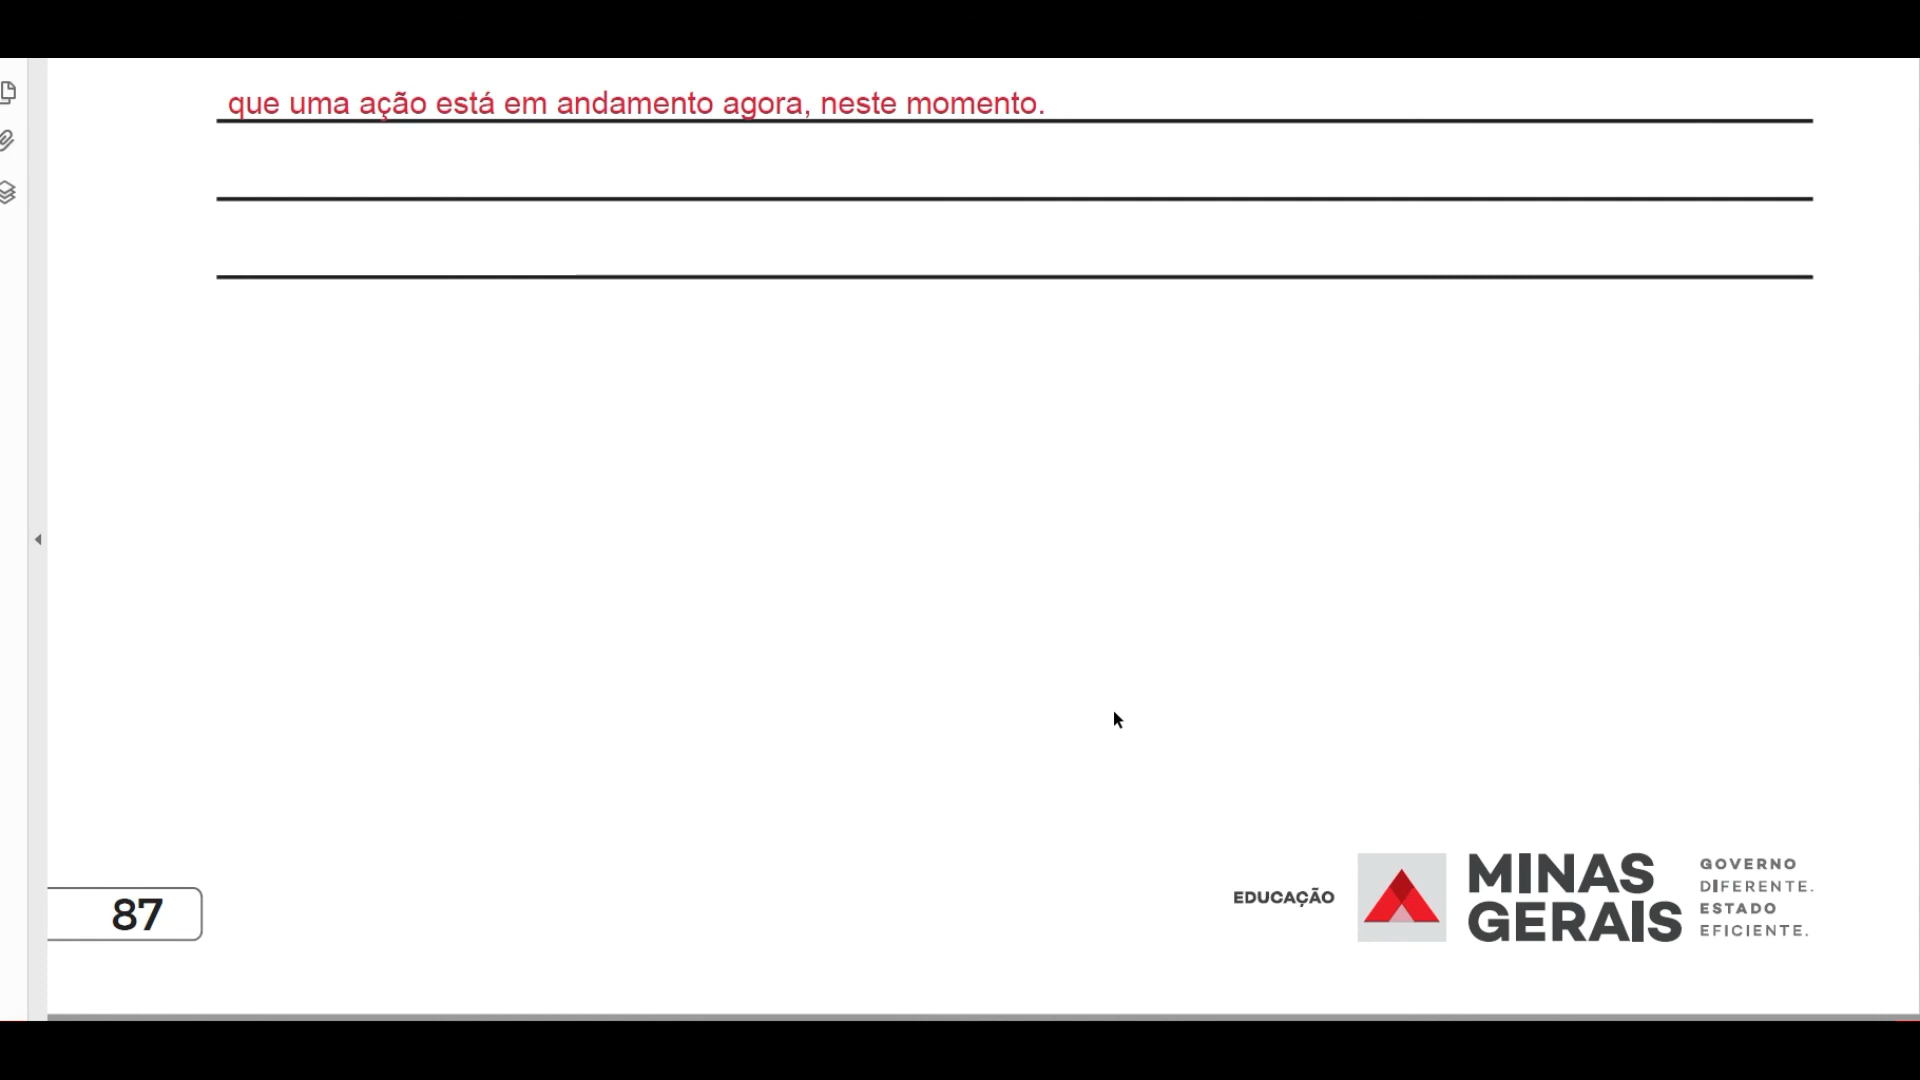 que uma ação está em andamento agora, neste momento.
87
EDUCAÇÃO
MINAS
GERAIS
GOVERNO
DIFERENTE.
ESTADO
EFICIENTE.